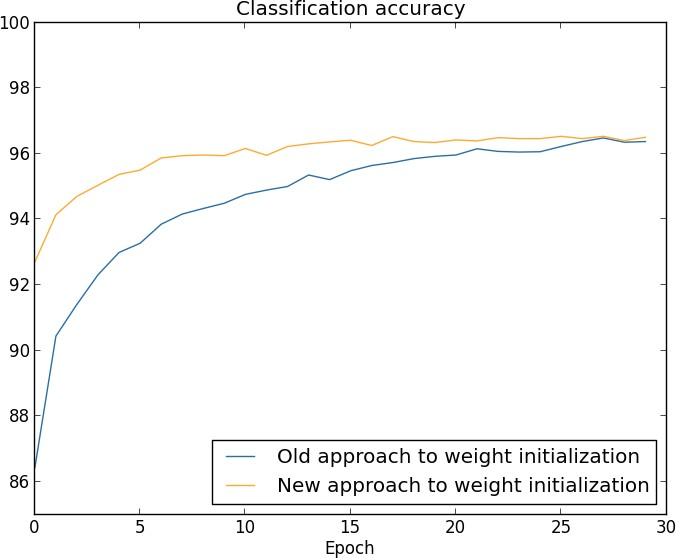 Classification accuracy
100
98
96
94
92
90
88
86
Old approach to weight initialization
New approach to weight initialization
0 5 10 15 20 25 30
Epoch